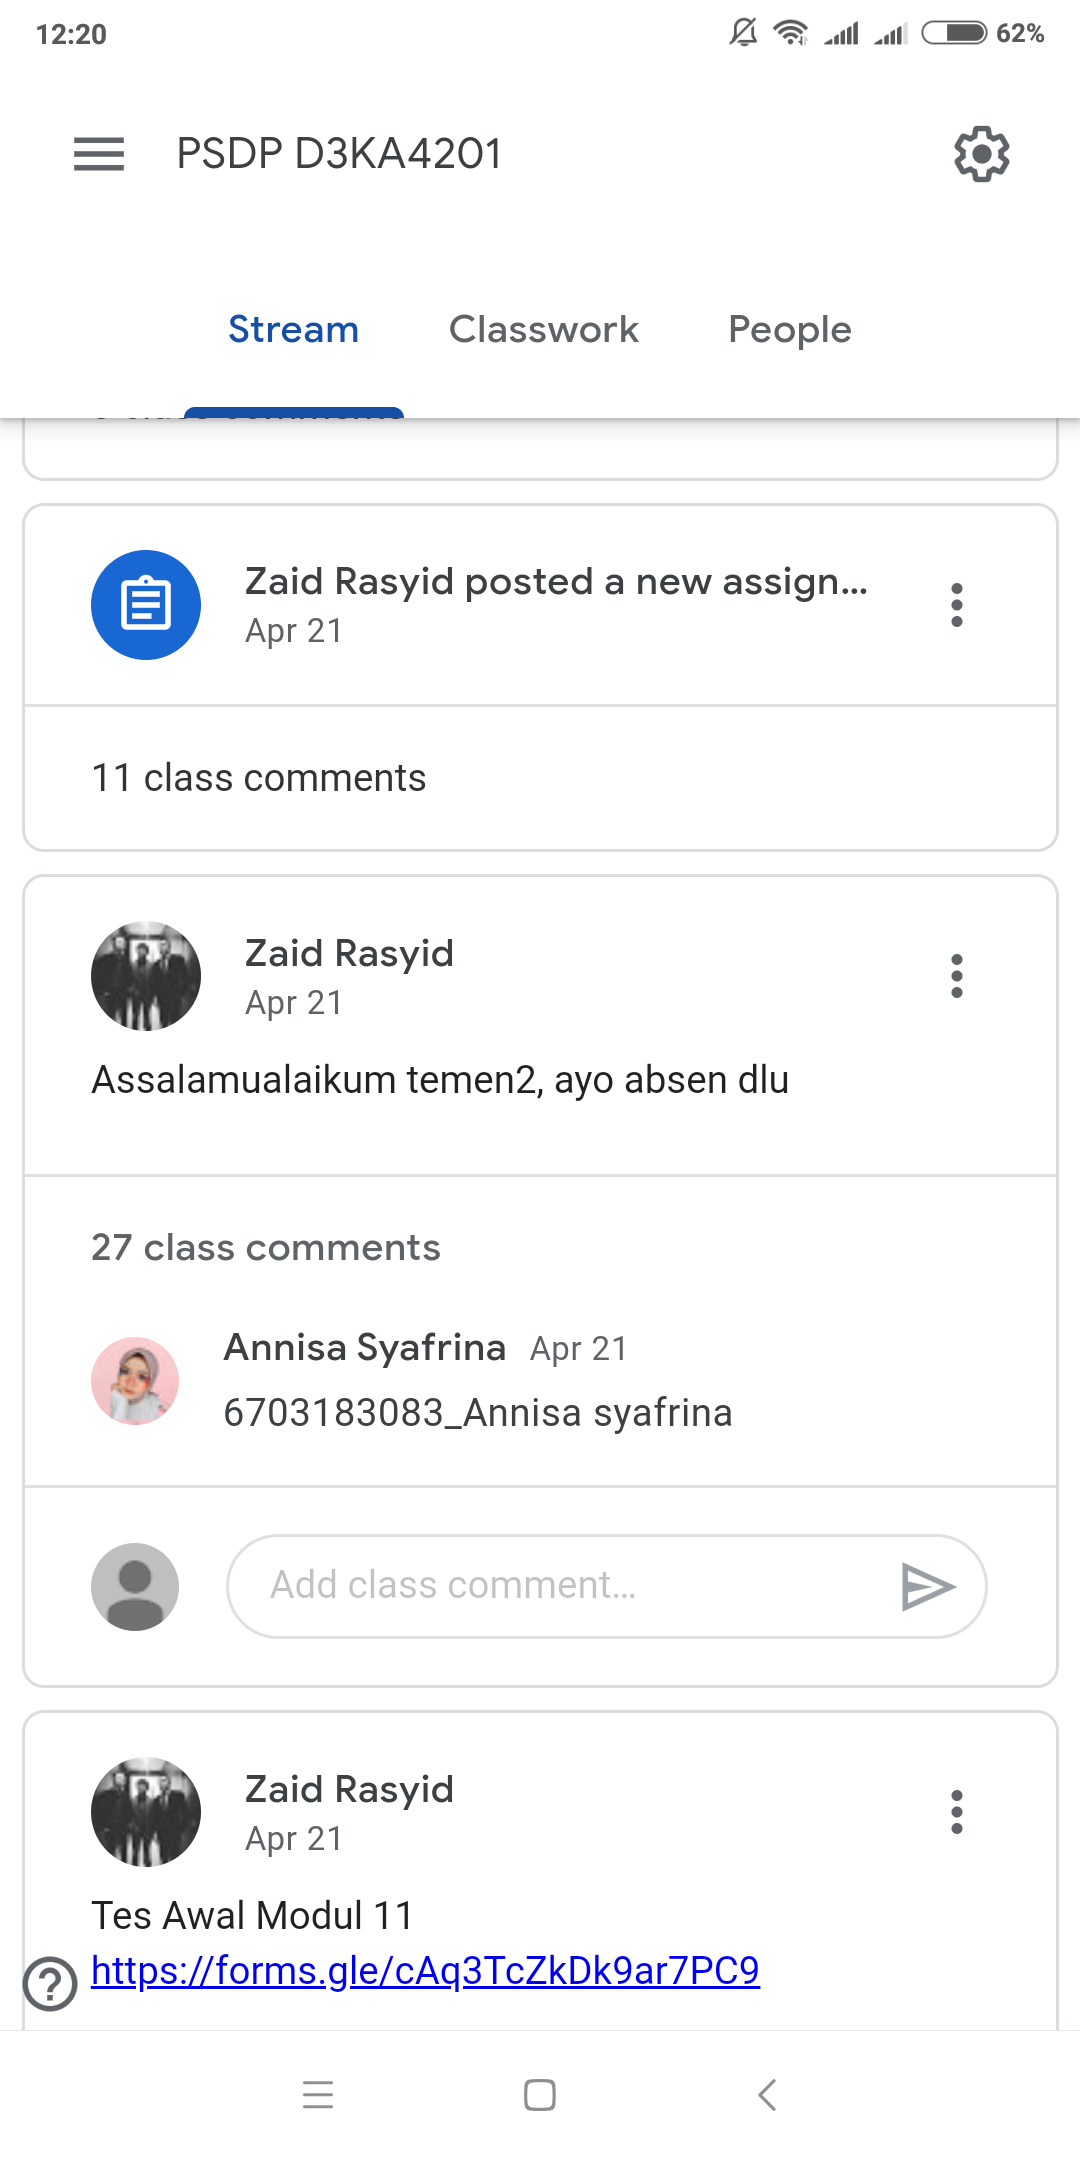 12:20
62%
PSDP D3KA4201
Stream
Classwork
People
Zaid Rasyid posted a new assign...
Apr 21
11 class comments
Zaid Rasyid
Apr 21
Assalamualaikum temen2, ayo absen dlu
27 class comments
Annisa Syafrina Apr 21
6703183083_Annisa syafrina
Add class comment...
Zaid Rasyid
Apr 21
Tes Awal Modul 11
https://forms.gle/cAq3TcZkDk9ar7PC9